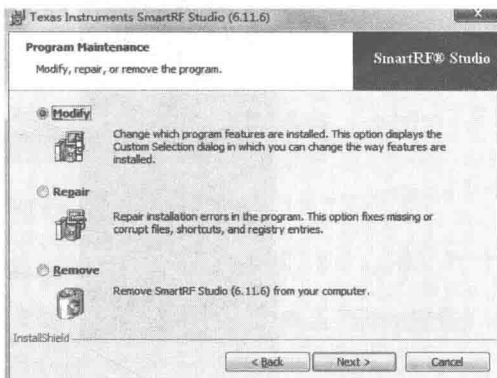 Texas Instruments SmartRF Studio (6.11.6)
Program Maintenance
Modify, repair, or remove the program.
SmartRF® Studio
Modify
Change which program features are installed. This option displays the
Custom Selection dialog in which you can change the way features are
installed.
Repair
Repair installation errors in the program. This option fixes missing or
corrupt files, shortcuts, and registry entries.
Remove
Remove SmartRF Studio (6.11.6) from your computer.
InstallShield
< Back
Next >
Cancel